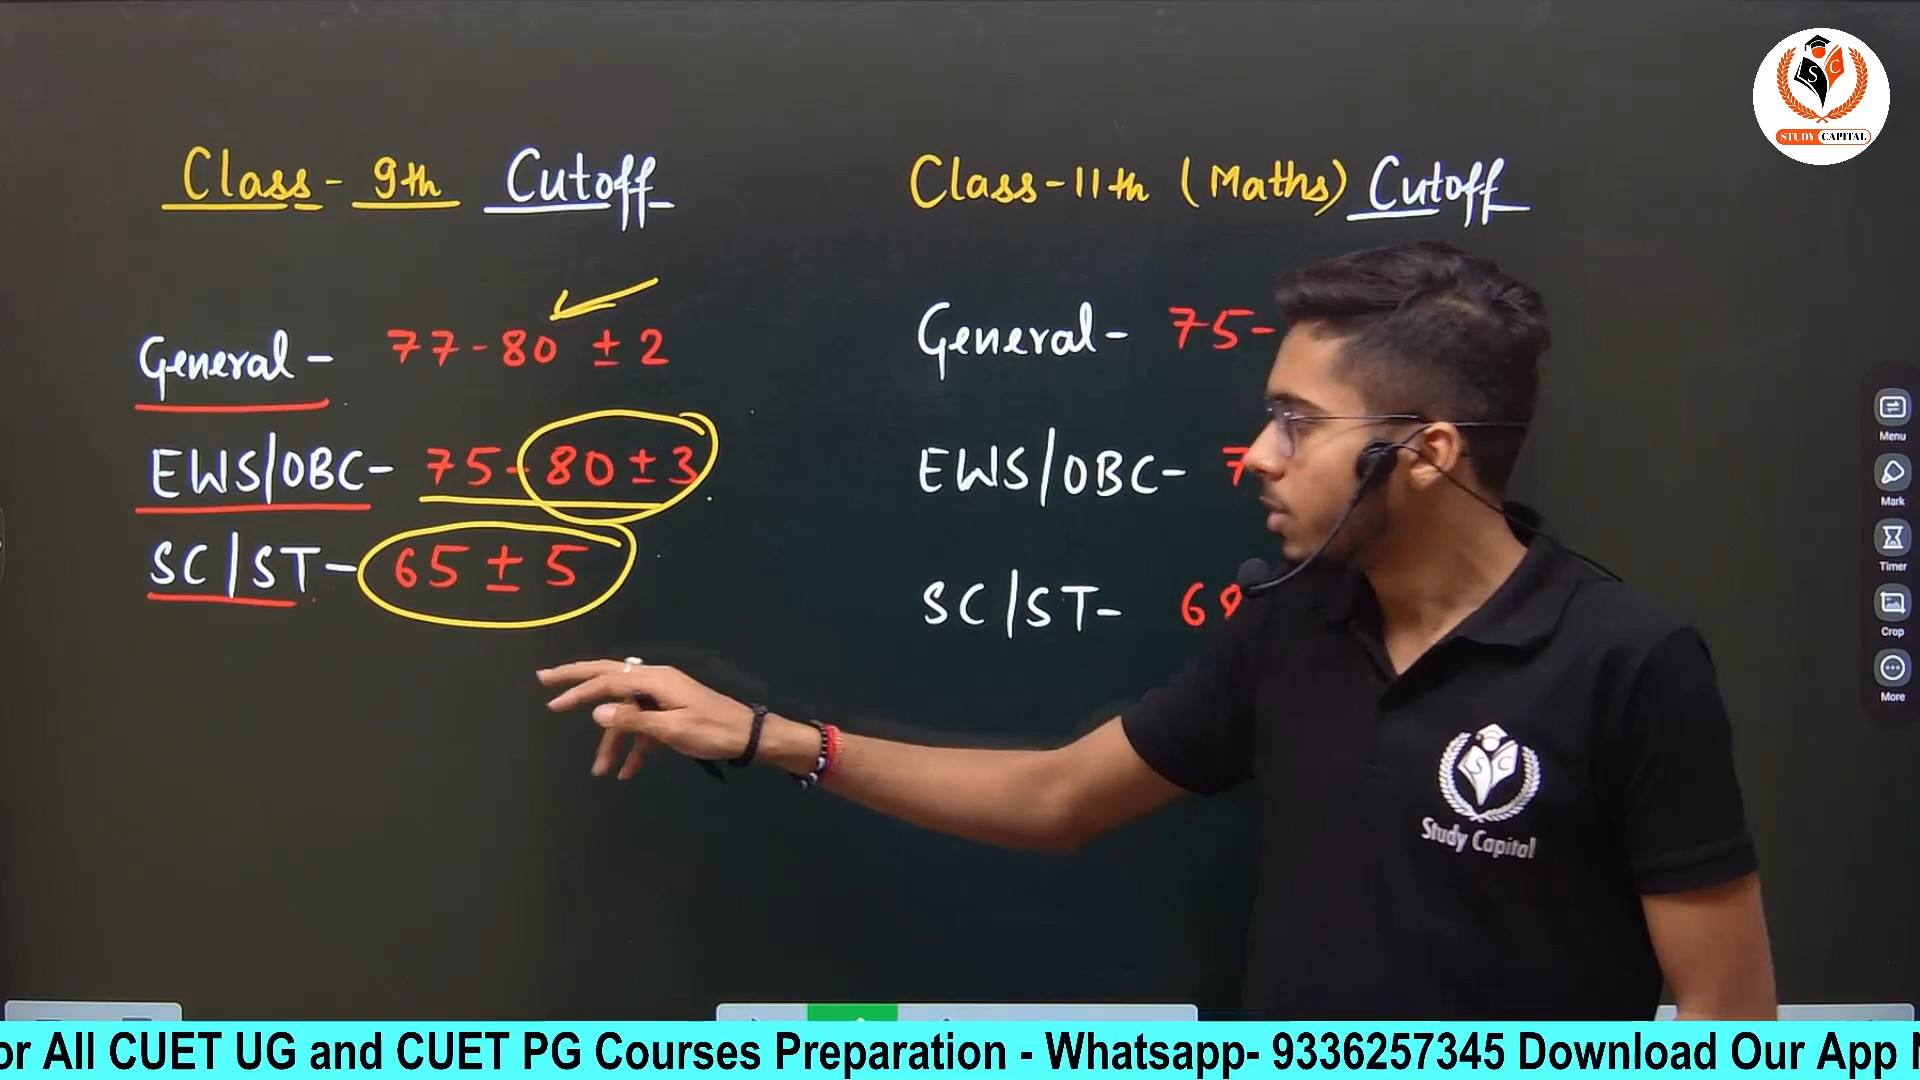 Class-9th Cutoff
General- 77-80 ±2
EWS/OBC- 75-80±3
SC/ST- 65±5
Class-11th (Maths) Cutoff
General- 75-
EWS/OBC- 7
SC/ST- 6
S C
STUDY CAPITAL
Menu
Mark
Timer
Crop
More
S C
Study Capital
or All CUET UG and CUET PG Courses Preparation - Whatsapp- 9336257345 Download Our App